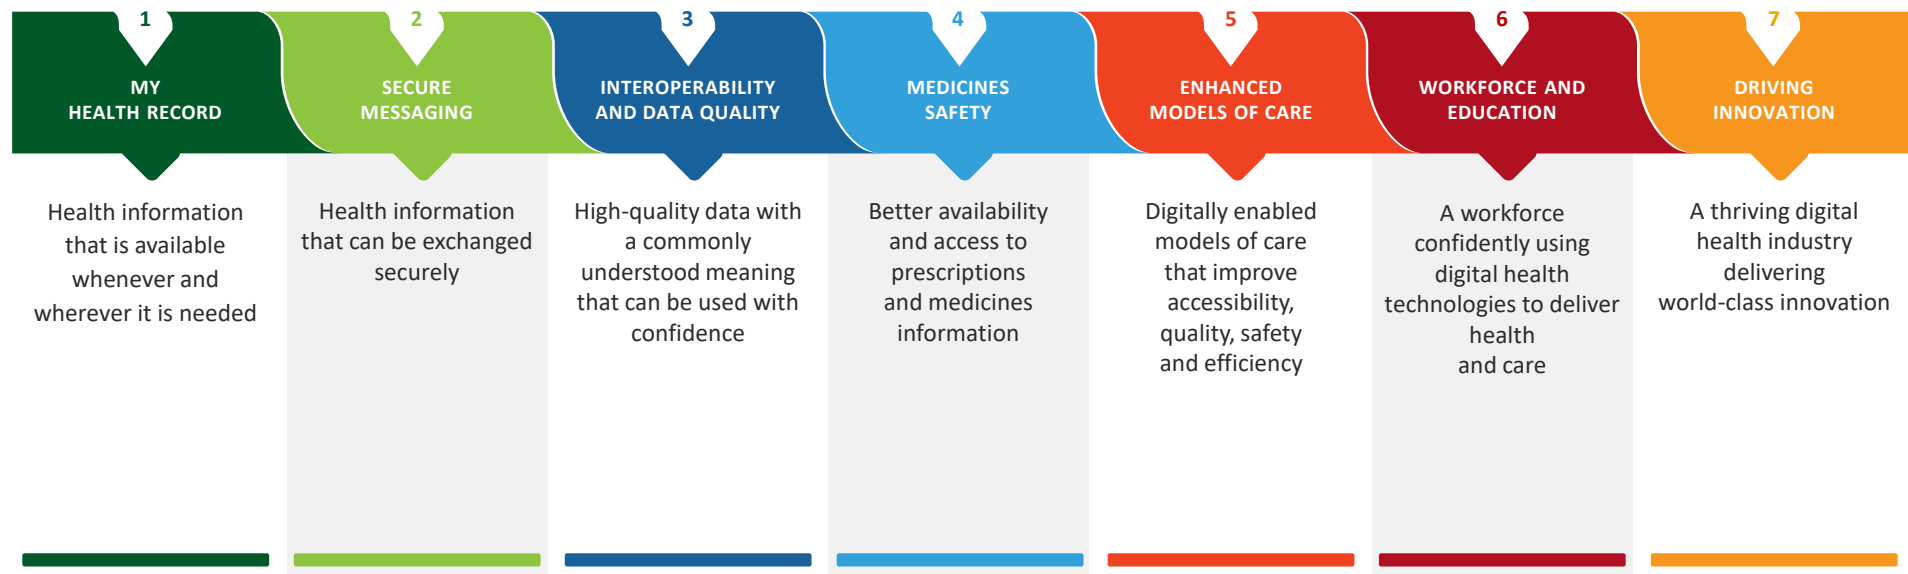 1
MY
HEALTH RECORD
Health information
that is available
whenever and
wherever it is needed
2
SECURE
MESSAGING
Health information
that can be exchanged
securely
3
INTEROPERABILITY
AND DATA QUALITY
High-quality data with
a commonly
understood meaning
that can be used with
confidence
4
MEDICINES
SAFETY
Better availability
and access to
prescriptions
and medicines
information
5
ENHANCED
MODELS OF CARE
Digitally enabled
models of care
that improve
accessibility,
quality, safety
and efficiency
6
WORKFORCE AND
EDUCATION
A workforce
confidently using
digital health
technologies to deliver
health
and care
7
DRIVING
INNOVATION
A thriving digital
health industry
delivering
world-class innovation